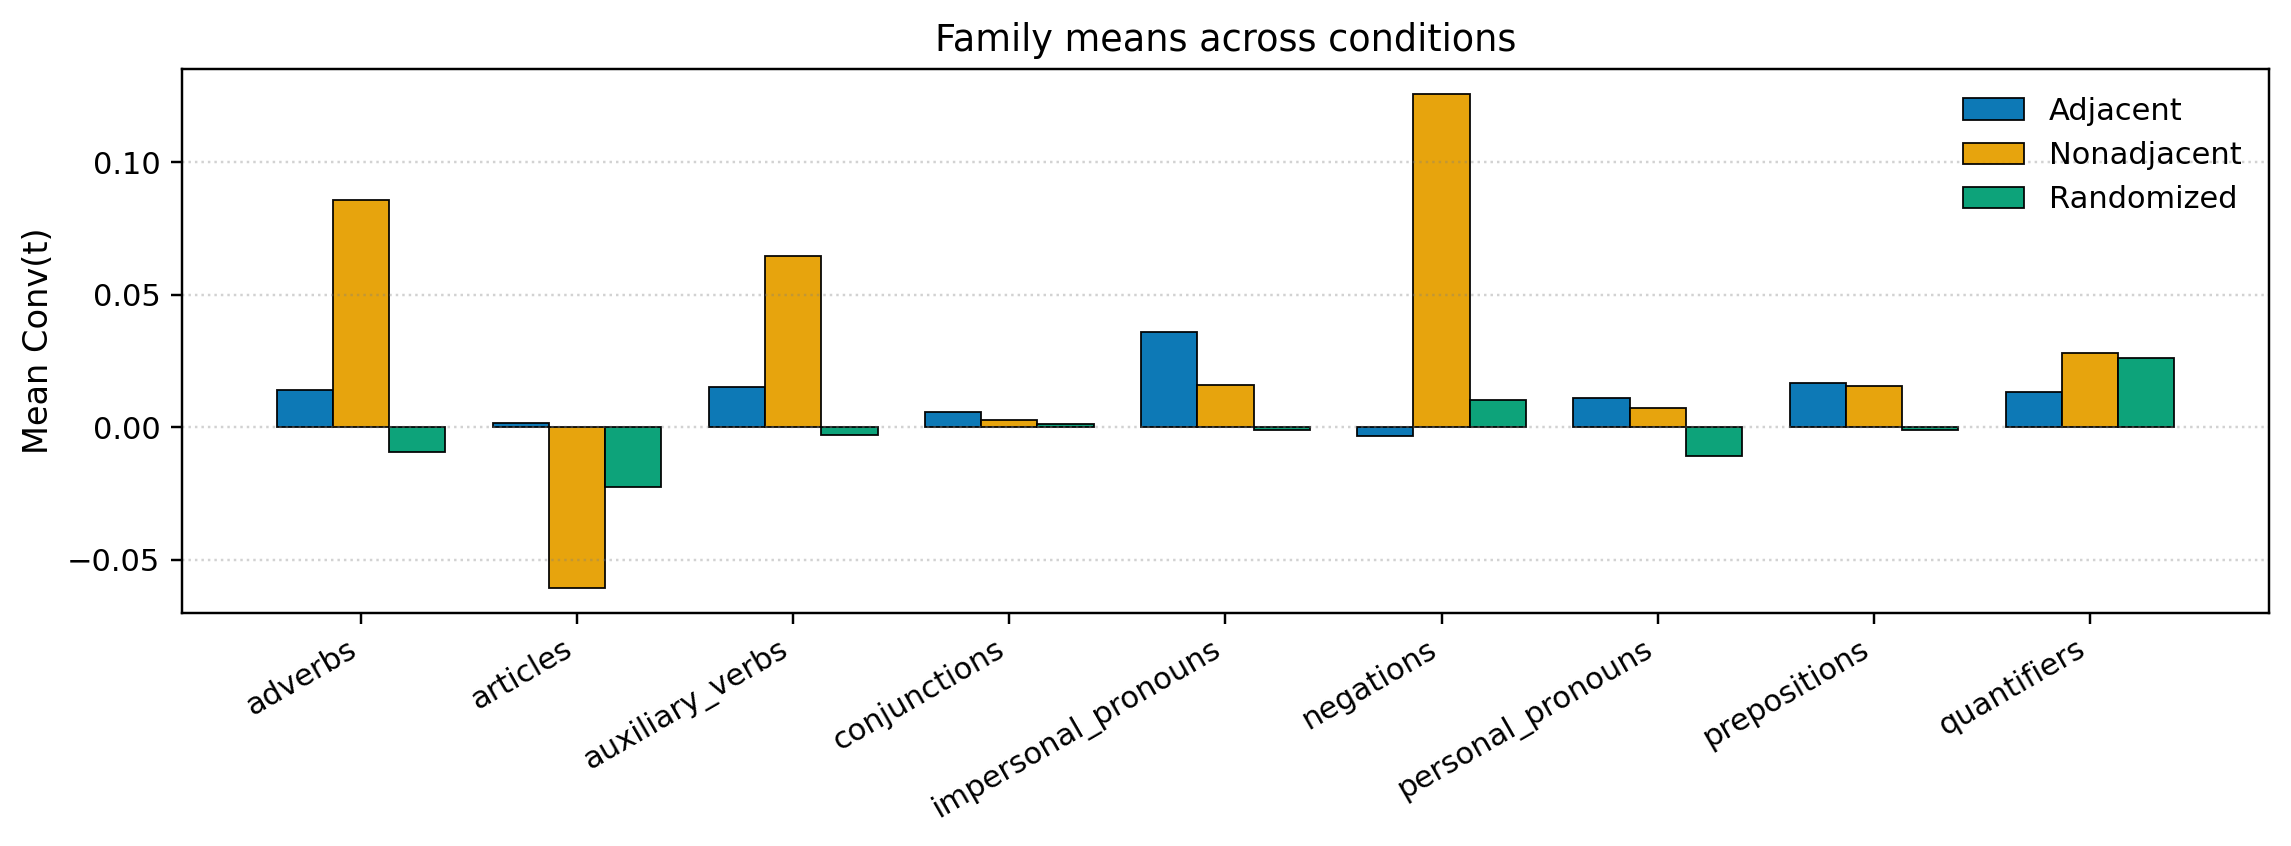 Family means across conditions
Mean Conv(t)
0.10
0.05
0.00
−0.05
Adjacent
Nonadjacent
Randomized
adverbs
articles
auxiliary_verbs
conjunctions
impersonal_pronouns
negations
personal_pronouns
prepositions
quantifiers